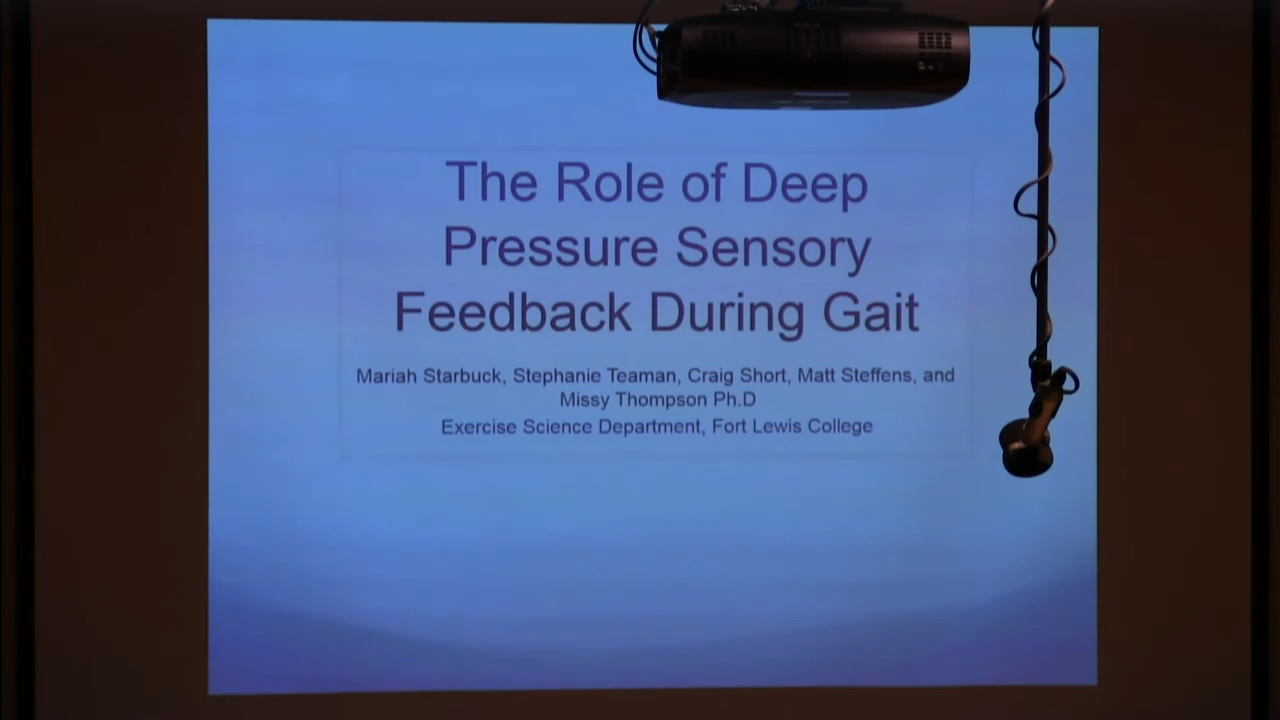 The Role of Deep
Pressure Sensory
Feedback During Gait
Mariah Starbuck, Stephanie Teaman, Craig Short, Matt Steffens, and
Missy Thompson Ph.D
Exercise Science Department, Fort Lewis College